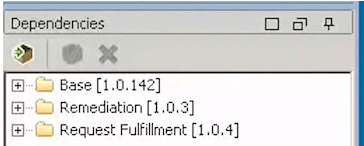 Dependencies
Base [1.0.142]
Remediation [1.0.3]
Request Fulfillment [1.0.4]